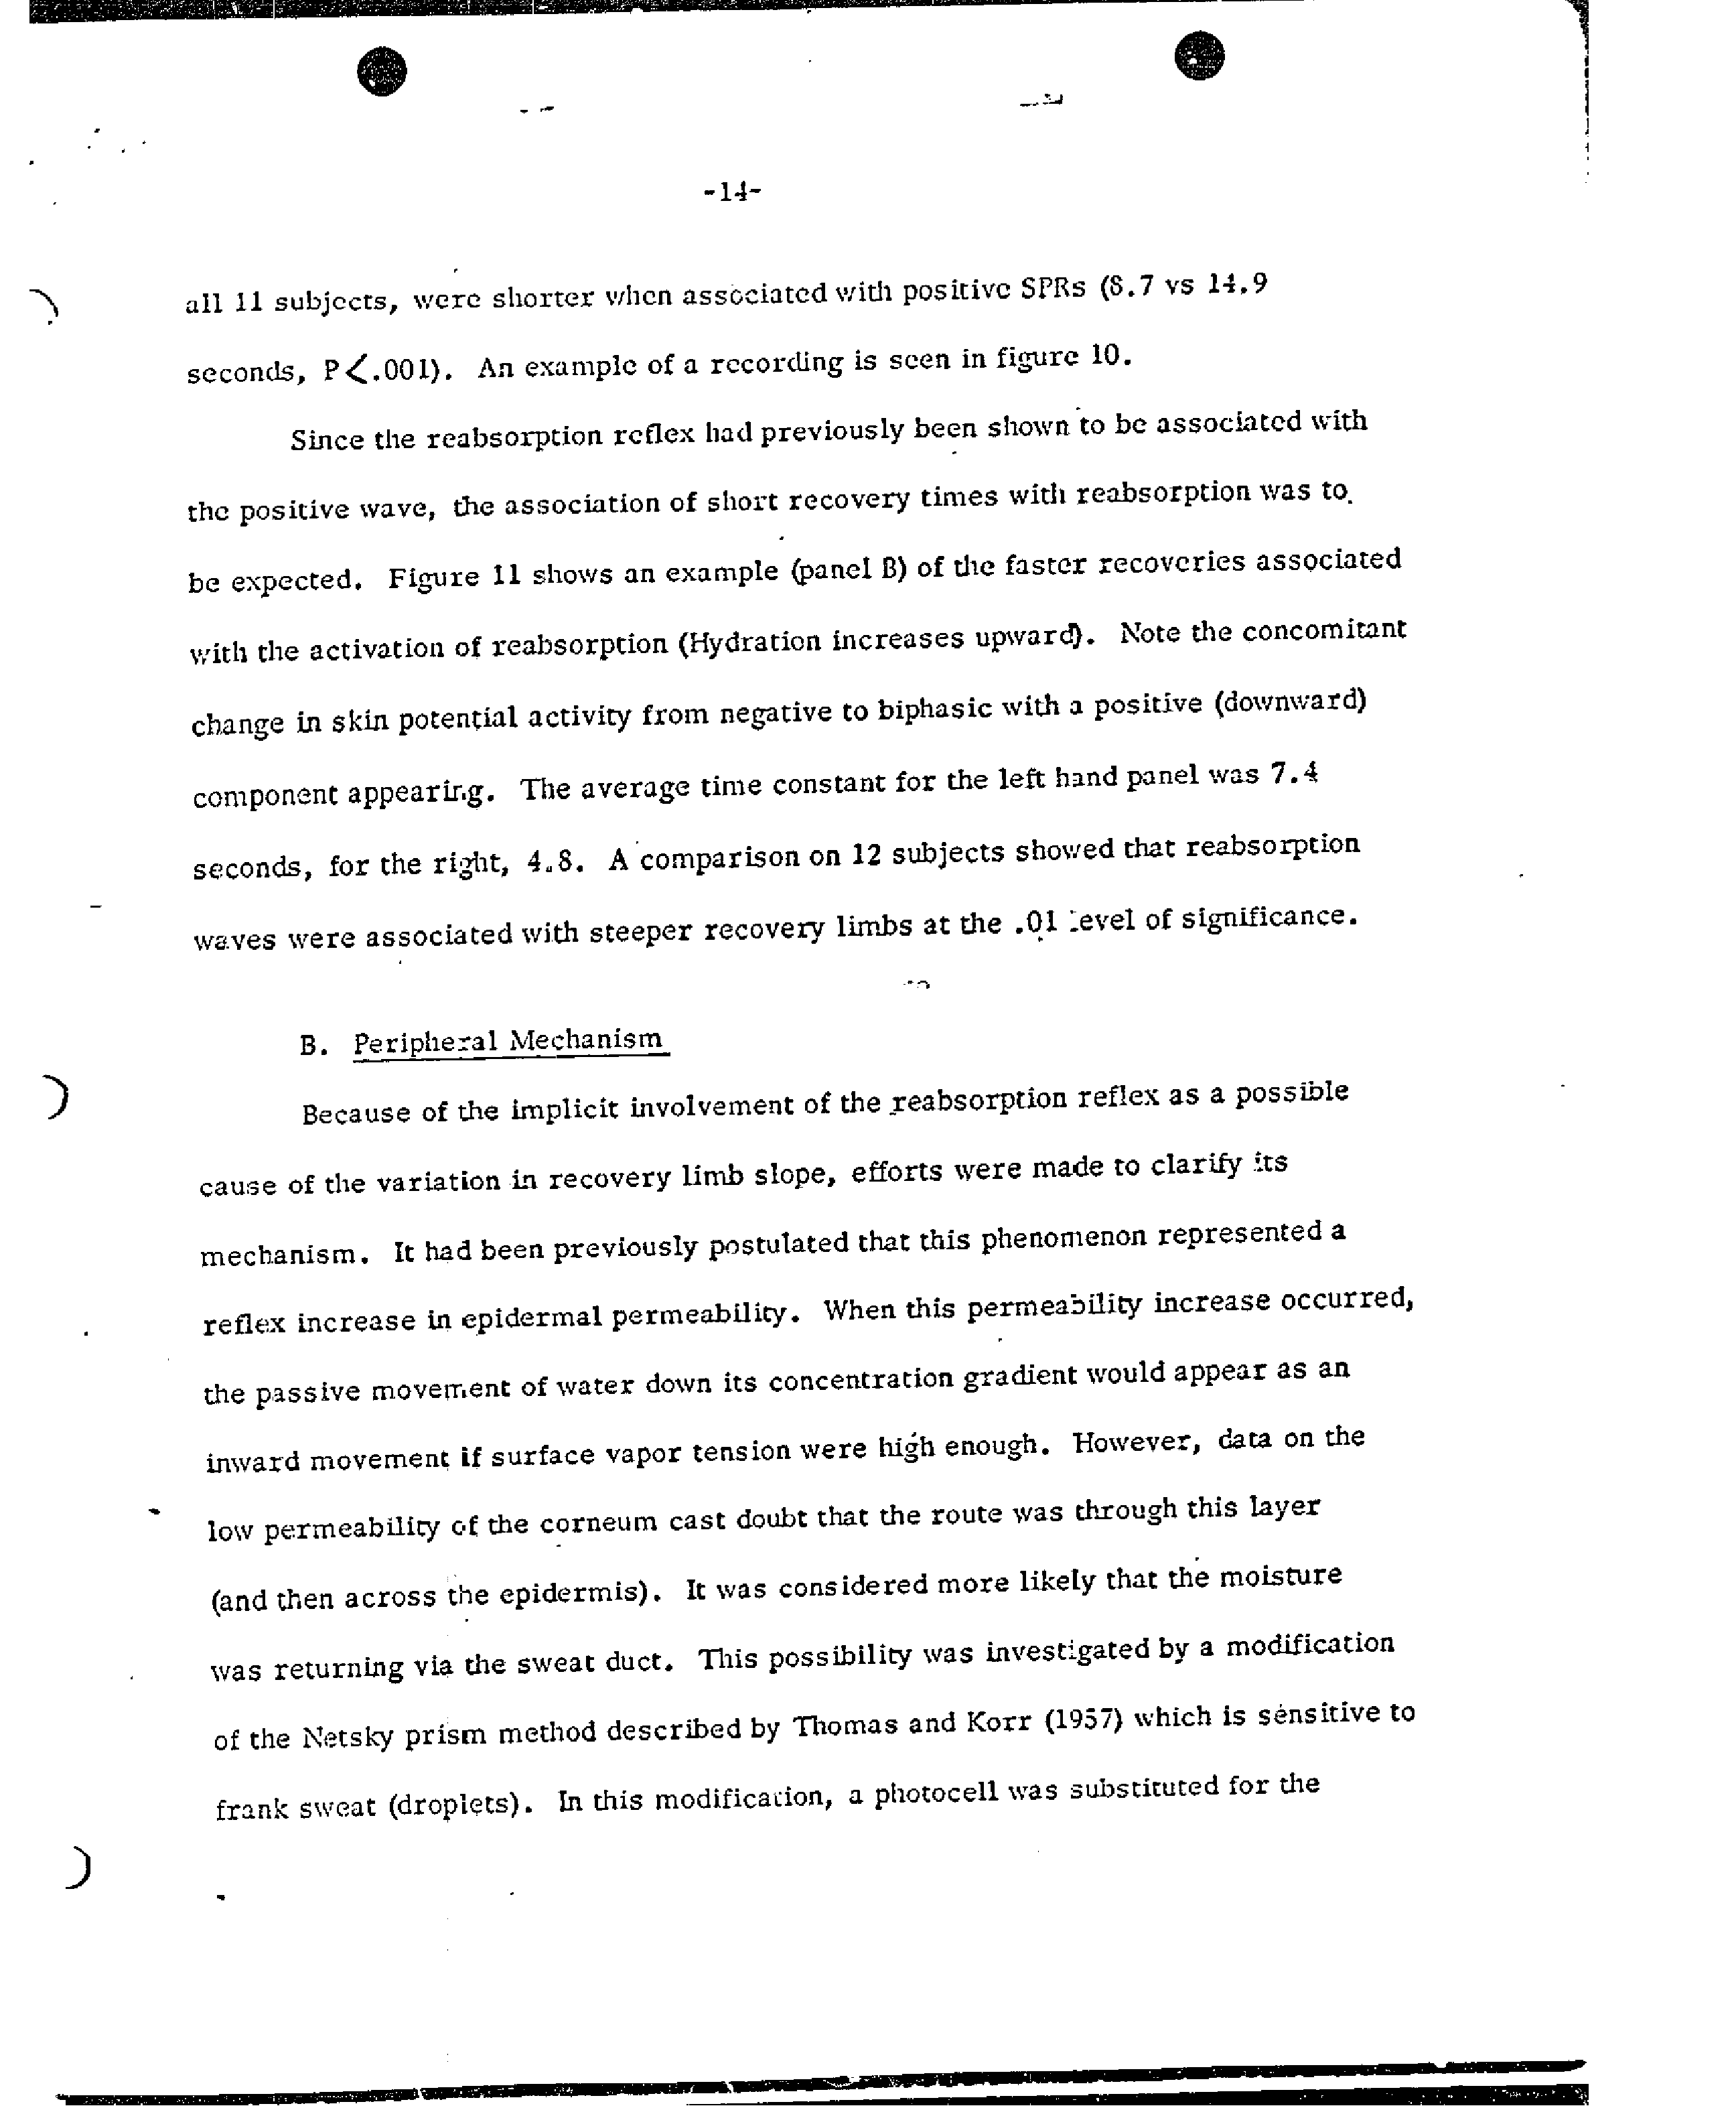 -14-
all 11 subjects, were shorter when associated with positive SPRs (8.7 vs 14.9
seconds, P<.001). An example of a recording is seen in figure 10.
Since the reabsorption reflex had previously been shown to be associated with
the positive wave, the association of short recovery times with reabsorption was to
be expected. Figure 11 shows an example (panel B) of the faster recoveries associated
with the activation of reabsorption (Hydration increases upward). Note the concomitant
change in skin potential activity from negative to biphasic with a positive (downward)
component appearing. The average time constant for the left hand panel was 7.4
seconds, for the right, 4.8. A comparison on 12 subjects showed that reabsorption
waves were associated with steeper recovery limbs at the .01 level of significance.
B. Peripheral Mechanism
Because of the implicit involvement of the reabsorption reflex as a possible
cause of the variation in recovery limb slope, efforts were made to clarify its
mechanism. It had been previously postulated that this phenomenon represented a
reflex increase in epidermal permeability. When this permeability increase occurred,
the passive movement of water down its concentration gradient would appear as an
inward movement if surface vapor tension were high enough. However, data on the
low permeability of the corneum cast doubt that the route was through this layer
(and then across the epidermis). It was considered more likely that the moisture
was returning via the sweat duct. This possibility was investigated by a modification
of the Netsky prism method described by Thomas and Korr (1957) which is sensitive to
frank sweat (droplets). In this modification, a photocell was substituted for the